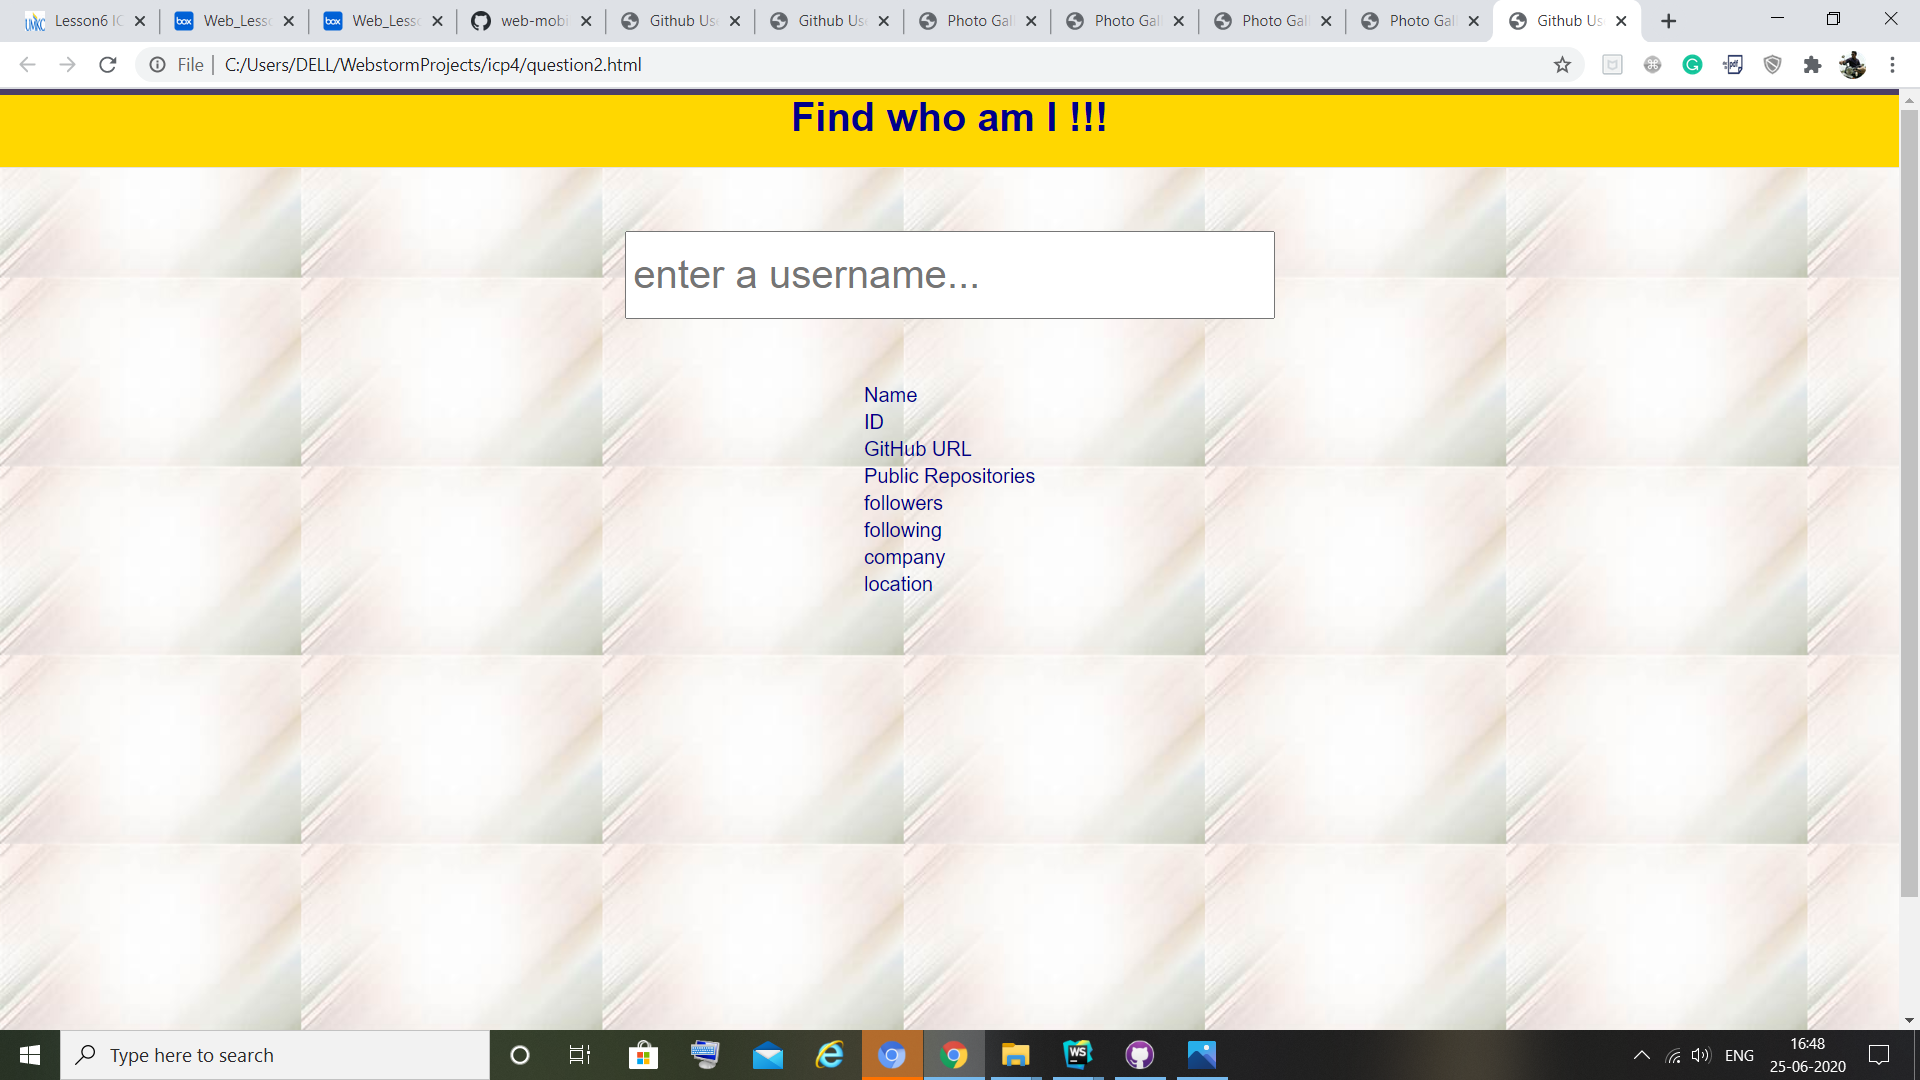 Lesson6 IC
Web_Less
Web_Less
web-mobi
Github Us
Github Us
Photo Gal
Photo Gal
Photo Gal
Photo Gal
Github Us
File | C:/Users/DELL/WebstormProjects/icp4/question2.html
Find who am I !!!
enter a username...
Name
ID
GitHub URL
Public Repositories
followers
following
company
location
Type here to search
ENG
16:48
25-06-2020